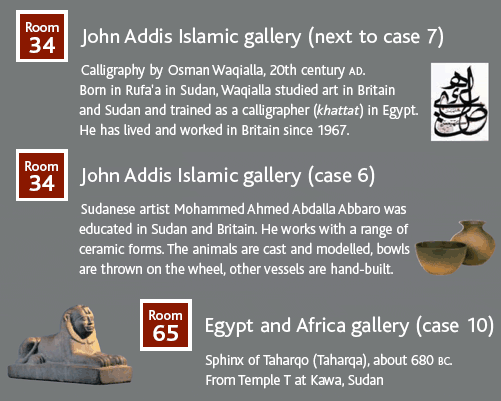 Room
34
John Addis Islamic gallery (next to case 7)
Calligraphy by Osman Waqialla, 20th century AD.
Born in Rufa'a in Sudan, Waqialla studied art in Britain
and Sudan and trained as a calligrapher (khattat) in Egypt.
He has lived and worked in Britain since 1967.
Room
34
John Addis Islamic gallery (case 6)
Sudanese artist Mohammed Ahmed Abdalla Abbaro was
educated in Sudan and Britain. He works with a range of
ceramic forms. The animals are cast and modelled, bowls
are thrown on the wheel, other vessels are hand-built.
Room
65
Egypt and Africa gallery (case 10)
Sphinx of Taharqo (Taharqa), about 680 BC.
From Temple T at Kawa, Sudan